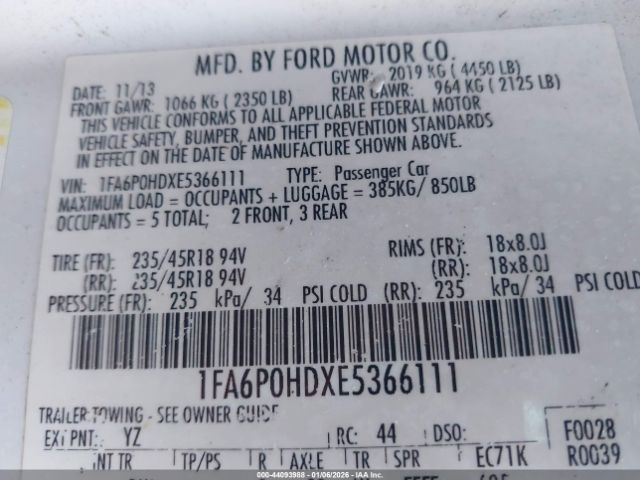 MFD. BY FORD MOTOR CO.
DATE: 11/13 GVWR: 2019 KG ( 4450 LB)
FRONT GAWR: 1066 KG ( 2350 LB) REAR GAWR: 964 KG ( 2125 LB)
THIS VEHICLE CONFORMS TO ALL APPLICABLE FEDERAL MOTOR
VEHICLE SAFETY, BUMPER, AND THEFT PREVENTION STANDARDS
IN EFFECT ON THE DATE OF MANUFACTURE SHOWN ABOVE.
VIN: 1FA6P0HDXE5366111 TYPE: Passenger Car
MAXIMUM LOAD = OCCUPANTS + LUGGAGE = 385KG/ 850LB
OCCUPANTS = 5 TOTAL; 2 FRONT, 3 REAR
TIRE (FR): 235/45R18 94V RIMS (FR): 18x8.0J
(RR): 235/45R18 94V (RR): 18x8.0J
PRESSURE (FR): 235 kPa/ 34 PSI COLD (RR): 235 kPa/ 34 PSI COLD
1FA6P0HDXE5366111
TRAILER TOWING - SEE OWNER GUIDE
EXT PNT: YZ RC: 44 DSO: F0028
INT TR TP/PS R AXLE TR SPR EC71K R0039
Stock No: 44093988 - 01/06/2026 - IAA Inc.